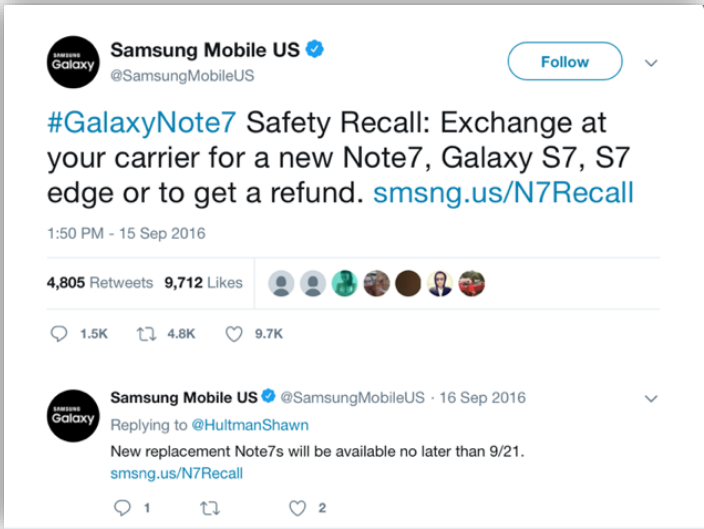 SAMSUNG
Galaxy
Samsung Mobile US
@SamsungMobileUS
Follow
#GalaxyNote7 Safety Recall: Exchange at
your carrier for a new Note7, Galaxy S7, S7
edge or to get a refund. smsng.us/N7Recall
1:50 PM - 15 Sep 2016
4,805 Retweets 9,712 Likes
1.5K 4.8K 9.7K
SAMSUNG
Galaxy
Samsung Mobile US @SamsungMobileUS · 16 Sep 2016
Replying to @HultmanShawn
New replacement Note7s will be available no later than 9/21.
smsng.us/N7Recall
1 2